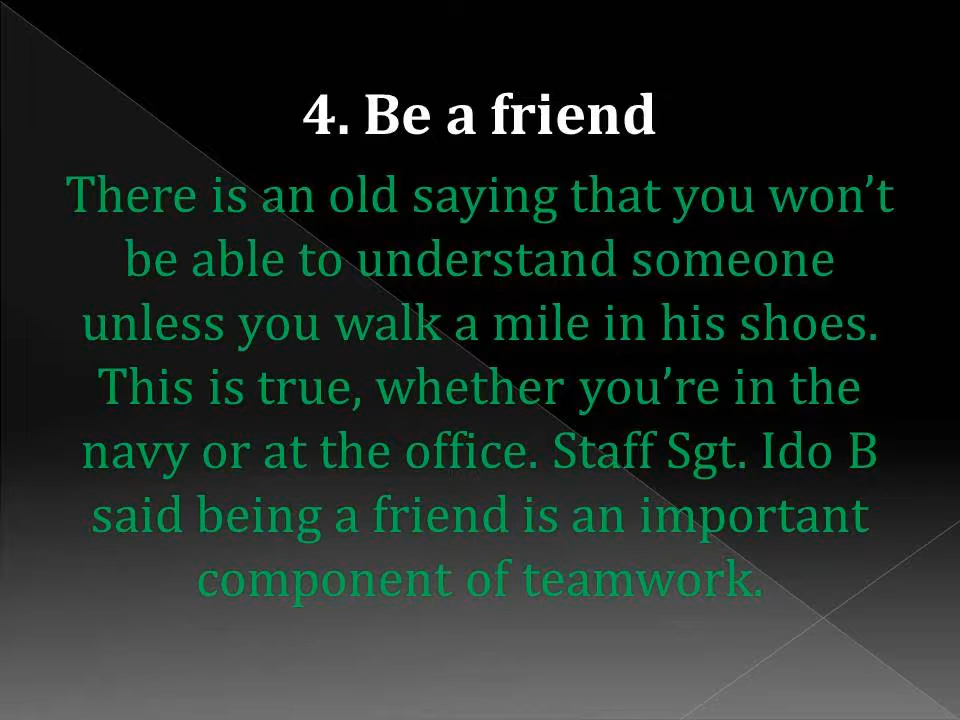 4. Be a friend
There is an old saying that you won’t
be able to understand someone
unless you walk a mile in his shoes.
This is true, whether you’re in the
navy or at the office. Staff Sgt. Ido B
said being a friend is an important
component of teamwork.